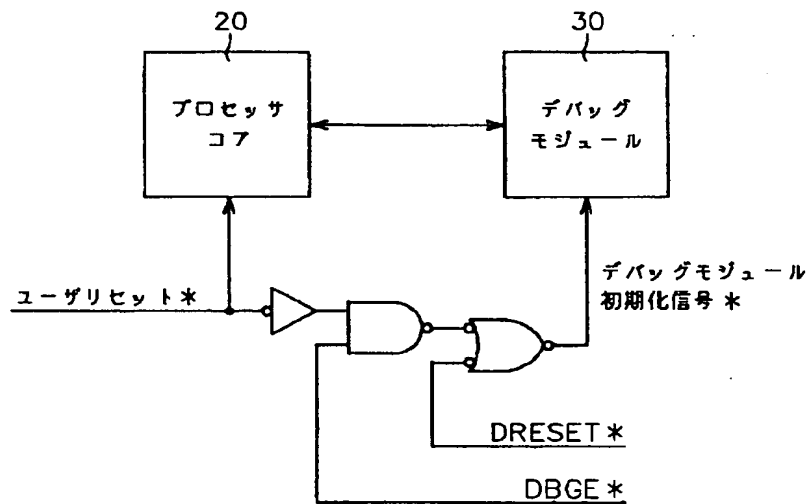 20
30
プロセッサ
コア
デバッグ
モジュール
ユーザリセット*
デバッグモジュール
初期化信号*
DRESET*
DBGE*